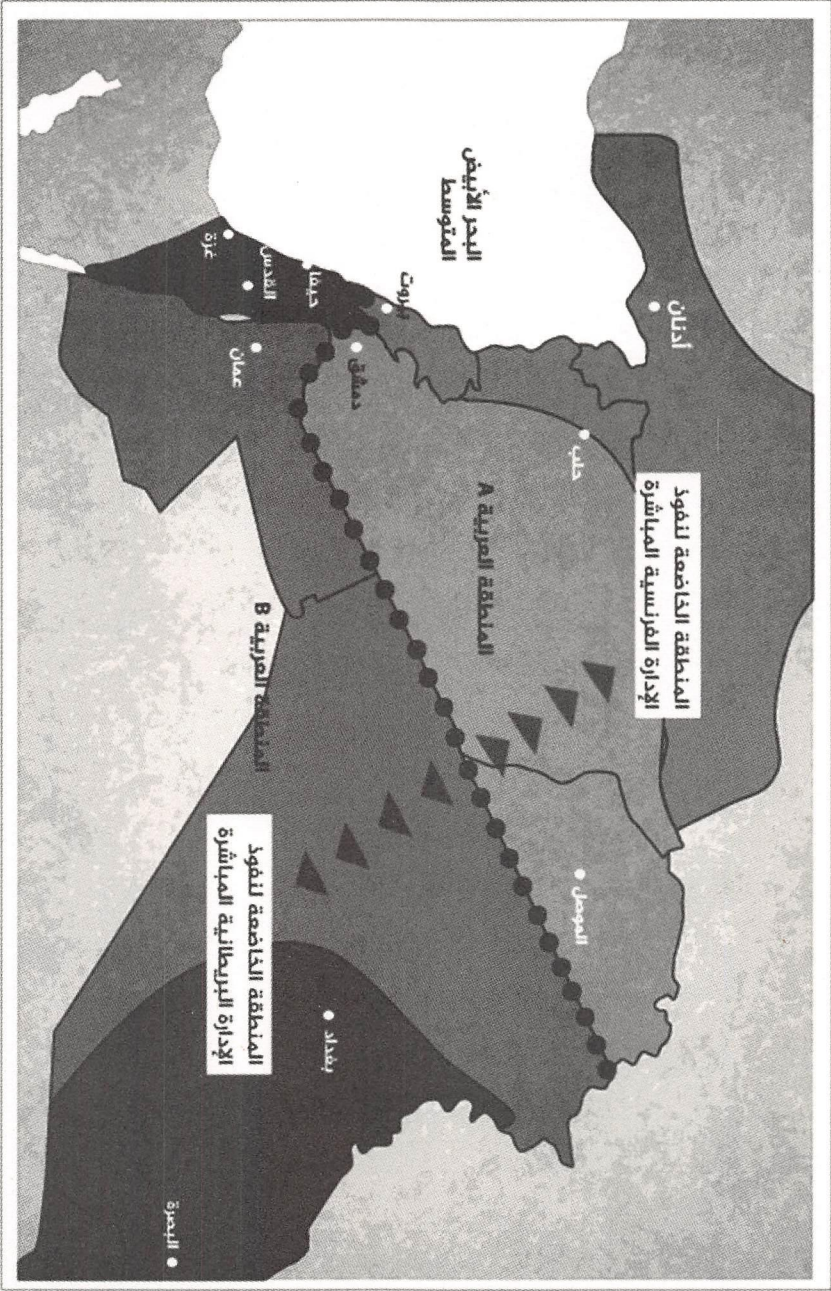 البحر الأبيض
المتوسط
أدنان
حلب
بيروت
دمشق
حيفا
القدس
غزة
عمان
المنطقة الخاضعة لنفوذ
الإدارة الفرنسية المباشرة
المنطقة العربية A
المنطقة العربية B
الموصل
المنطقة الخاضعة لنفوذ
الإدارة البريطانية المباشرة
بغداد
البصرة